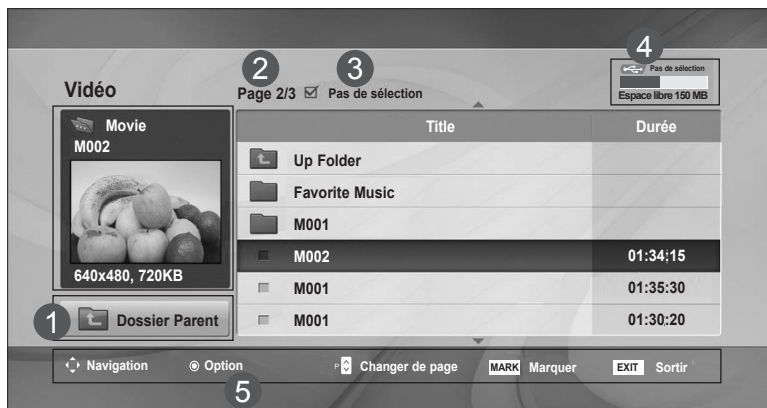 4
2
3
Pas de sélection
Vidéo
Page 2/3 Pas de sélection
Espace libre 150 MB
Movie
M002
Title Durée
Up Folder
Favorite Music
M001
M002 01:34:15
640x480, 720KB
M001 01:35:30
1
Dossier Parent
M001 01:30:20
Navigation Option P Changer de page MARK Marquer EXIT Sortir
5